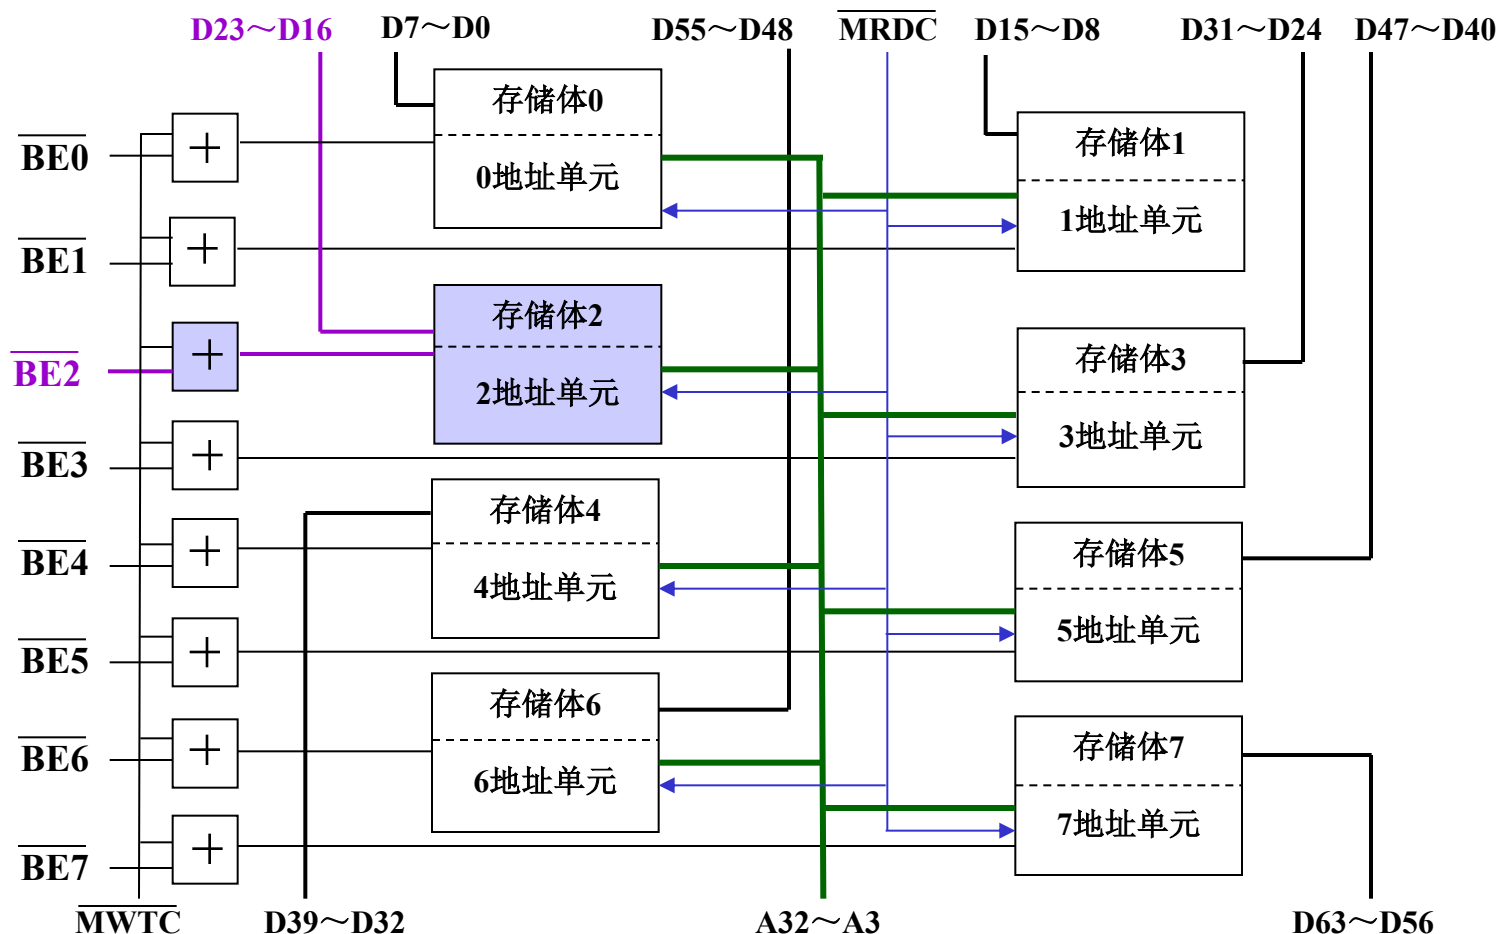 D23～D16 D7～D0 D55～D48 MRDC D15～D8 D31～D24 D47～D40
存储体0
0地址单元
存储体1
1地址单元
BE0
+
BE1
+
存储体2
2地址单元
存储体3
3地址单元
BE2
+
BE3
+
存储体4
4地址单元
存储体5
5地址单元
BE4
+
BE5
+
存储体6
6地址单元
存储体7
7地址单元
BE6
+
BE7
+
MWTC D39～D32 A32～A3 D63～D56